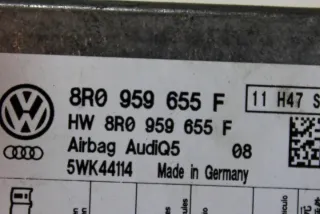 8R0 959 655 F
11 H47 S
HW 8R0 959 655 F
Airbag AudiQ5 08
5WK44114 Made in Germany